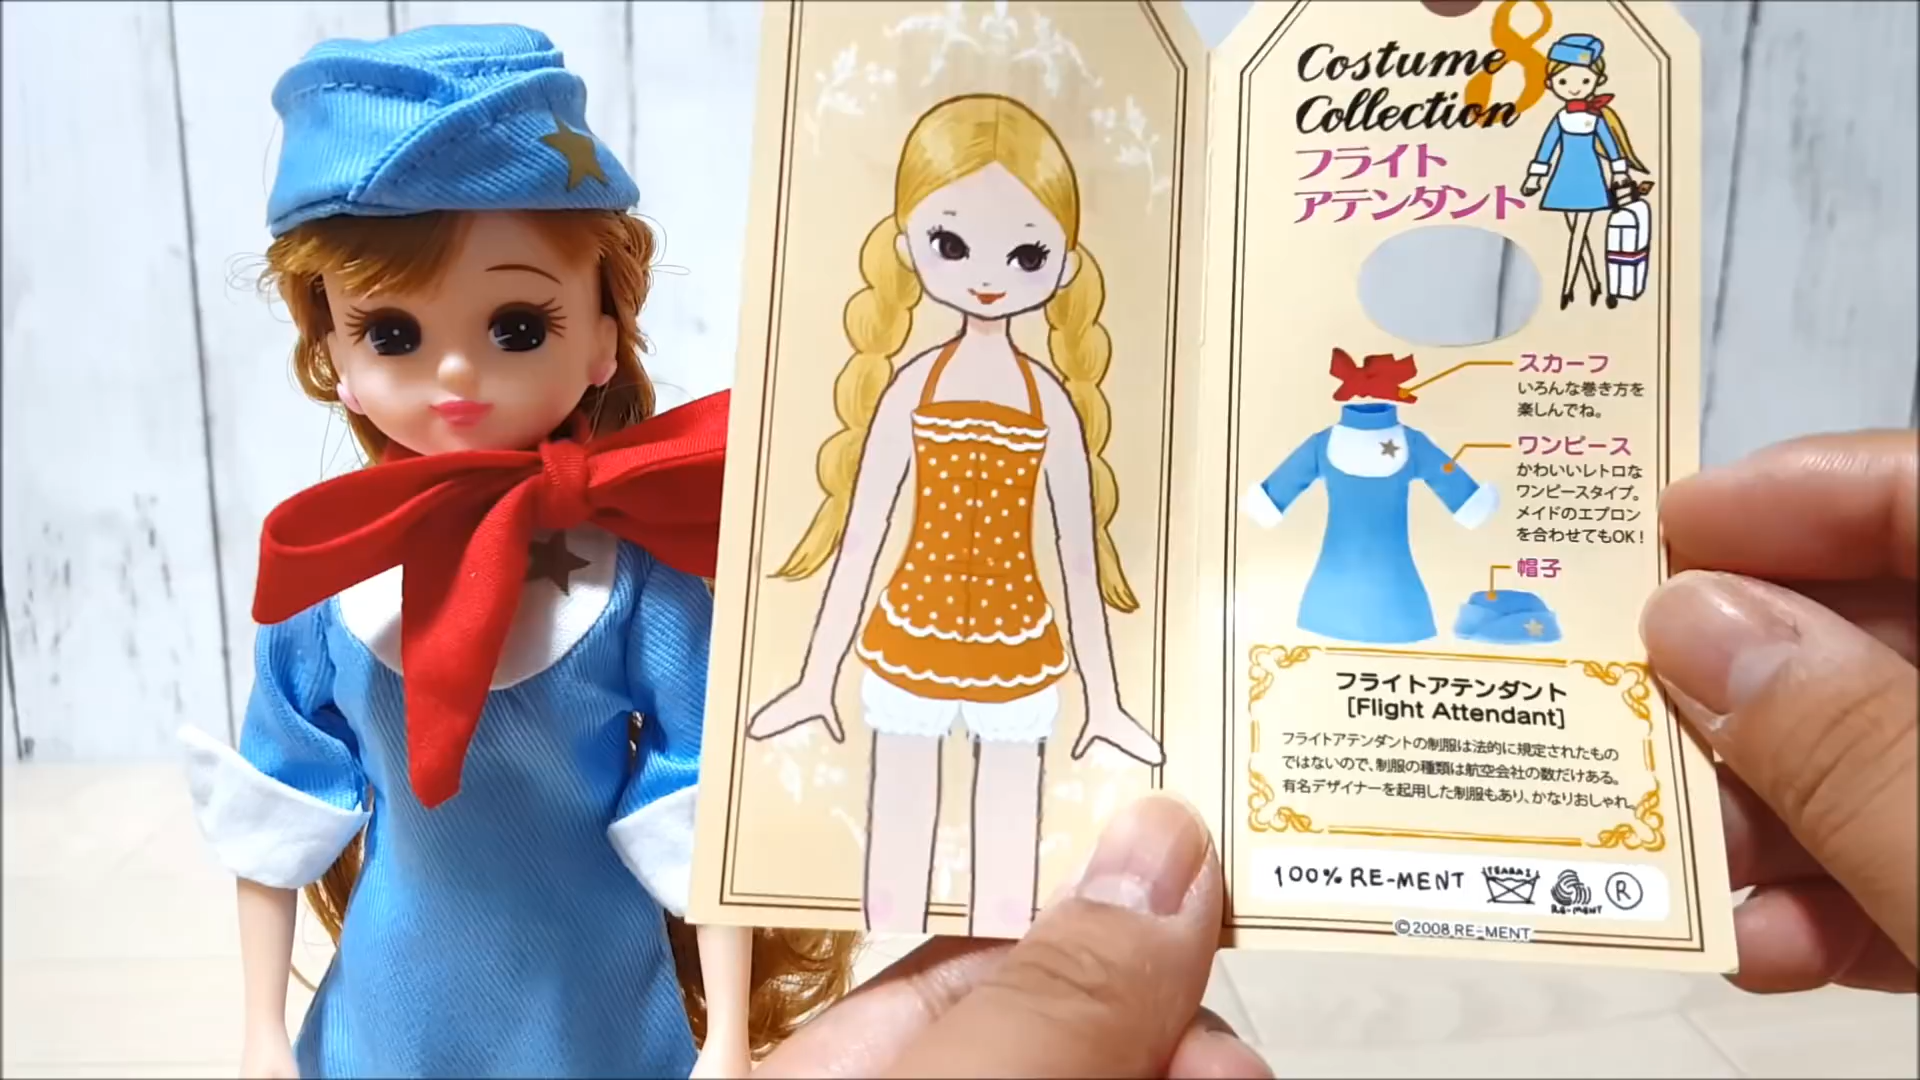 Costume
Collection
8
フライト
アテンダント
スカーフ
いろんな巻き方を
楽しんでね。
ワンピース
かわいいレトロな
ワンピースタイプ。
メイドのエプロン
を合わせてもOK!
帽子
フライトアテンダント
[Flight Attendant]
フライトアテンダントの制服は法的に規定されたもの
ではないので、制服の種類は航空会社の数だけある。
有名デザイナーを起用した制服もあり、かなりおしゃれ。
100% RE-MENT
RE-MENT
R
©2008 RE-MENT